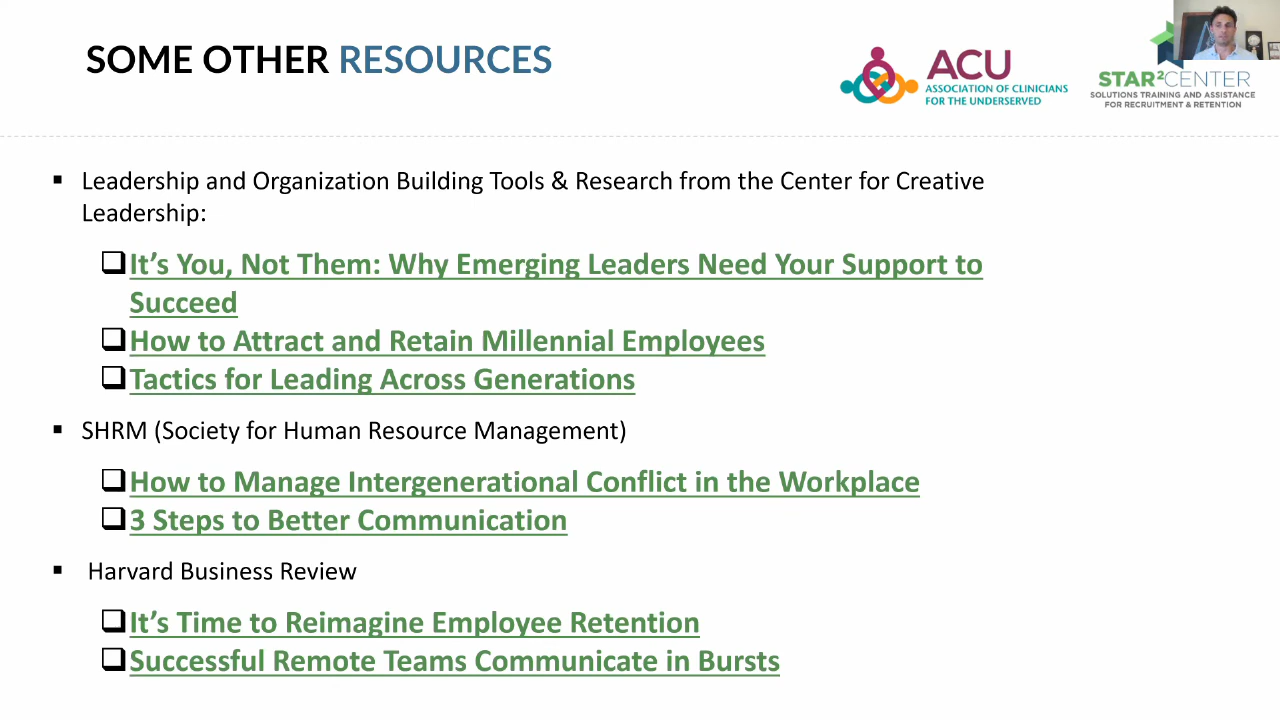 SOME OTHER RESOURCES
ACU
ASSOCIATION OF CLINICIANS
FOR THE UNDERSERVED
STAR²CENTER
SOLUTIONS TRAINING AND ASSISTANCE
FOR RECRUITMENT & RETENTION
▪ Leadership and Organization Building Tools & Research from the Center for Creative
Leadership:
❑It’s You, Not Them: Why Emerging Leaders Need Your Support to
Succeed
❑How to Attract and Retain Millennial Employees
❑Tactics for Leading Across Generations
▪ SHRM (Society for Human Resource Management)
❑How to Manage Intergenerational Conflict in the Workplace
❑3 Steps to Better Communication
▪ Harvard Business Review
❑It’s Time to Reimagine Employee Retention
❑Successful Remote Teams Communicate in Bursts